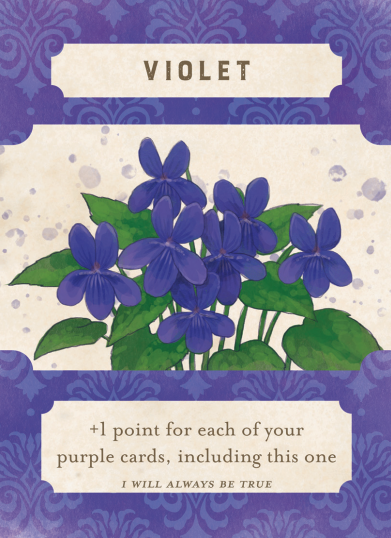 VIOLET
+1 point for each of your
purple cards, including this one
I WILL ALWAYS BE TRUE